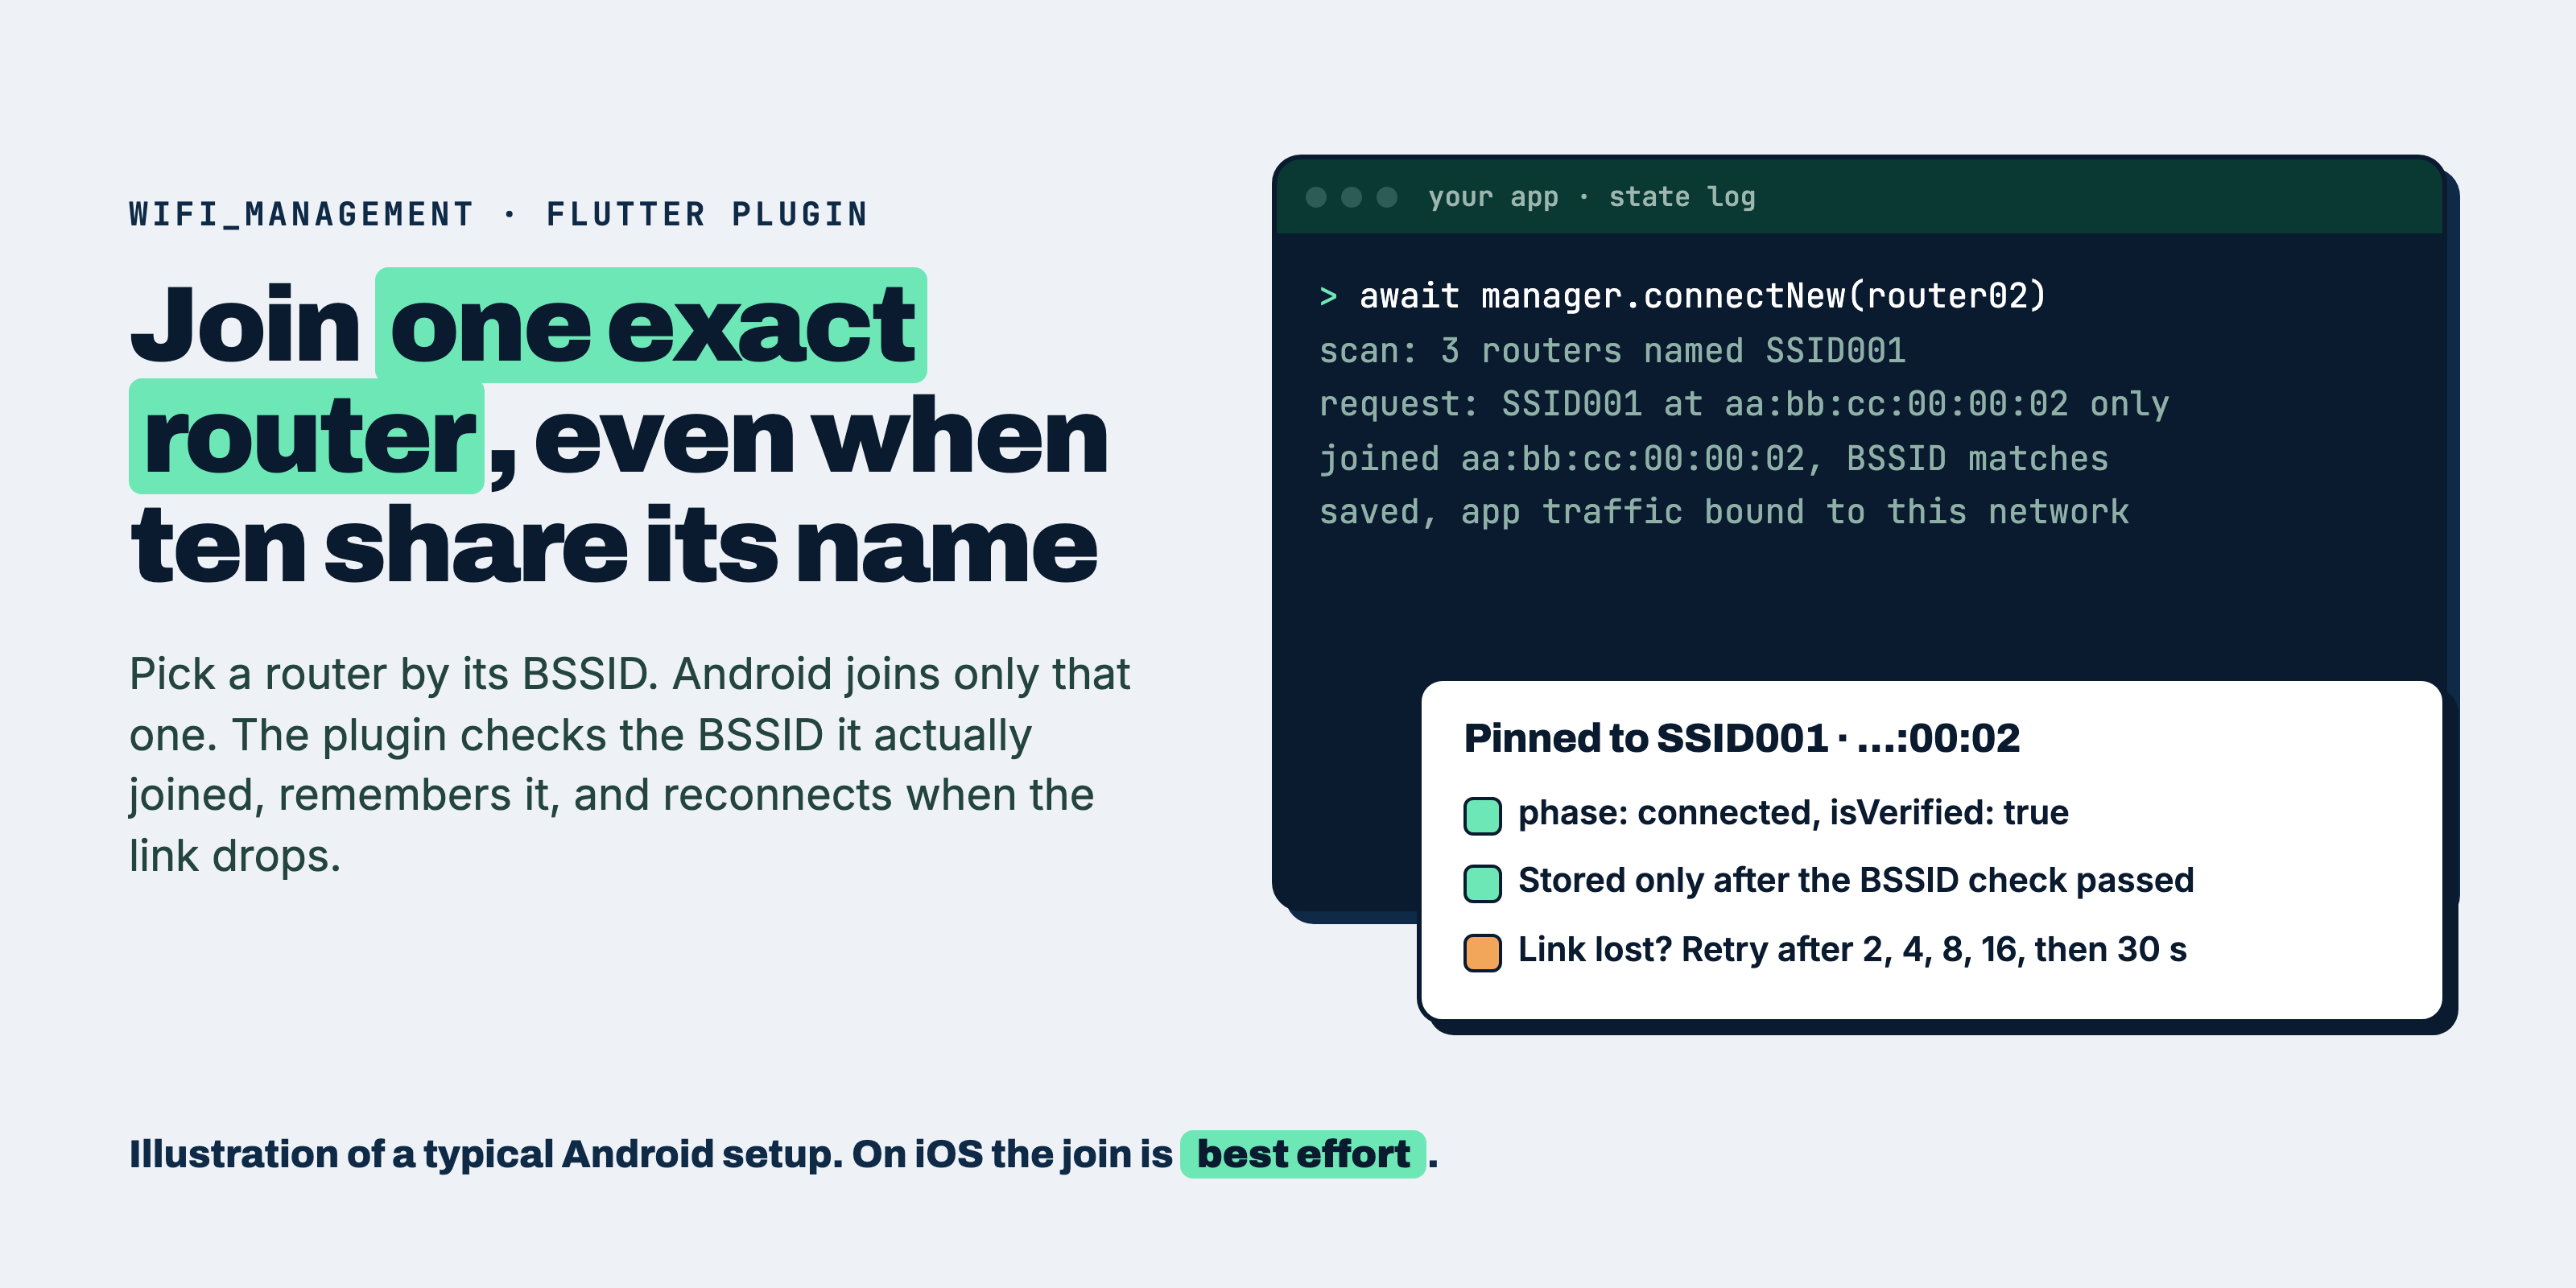 WIFI_MANAGEMENT · FLUTTER PLUGIN
Join one exact
router, even when
ten share its name
Pick a router by its BSSID. Android joins only that
one. The plugin checks the BSSID it actually
joined, remembers it, and reconnects when the
link drops.
your app · state log
> await manager.connectNew(router02)
scan: 3 routers named SSID001
request: SSID001 at aa:bb:cc:00:00:02 only
joined aa:bb:cc:00:00:02, BSSID matches
saved, app traffic bound to this network
Pinned to SSID001 · …:00:02
phase: connected, isVerified: true
Stored only after the BSSID check passed
Link lost? Retry after 2, 4, 8, 16, then 30 s
Illustration of a typical Android setup. On iOS the join is best effort.